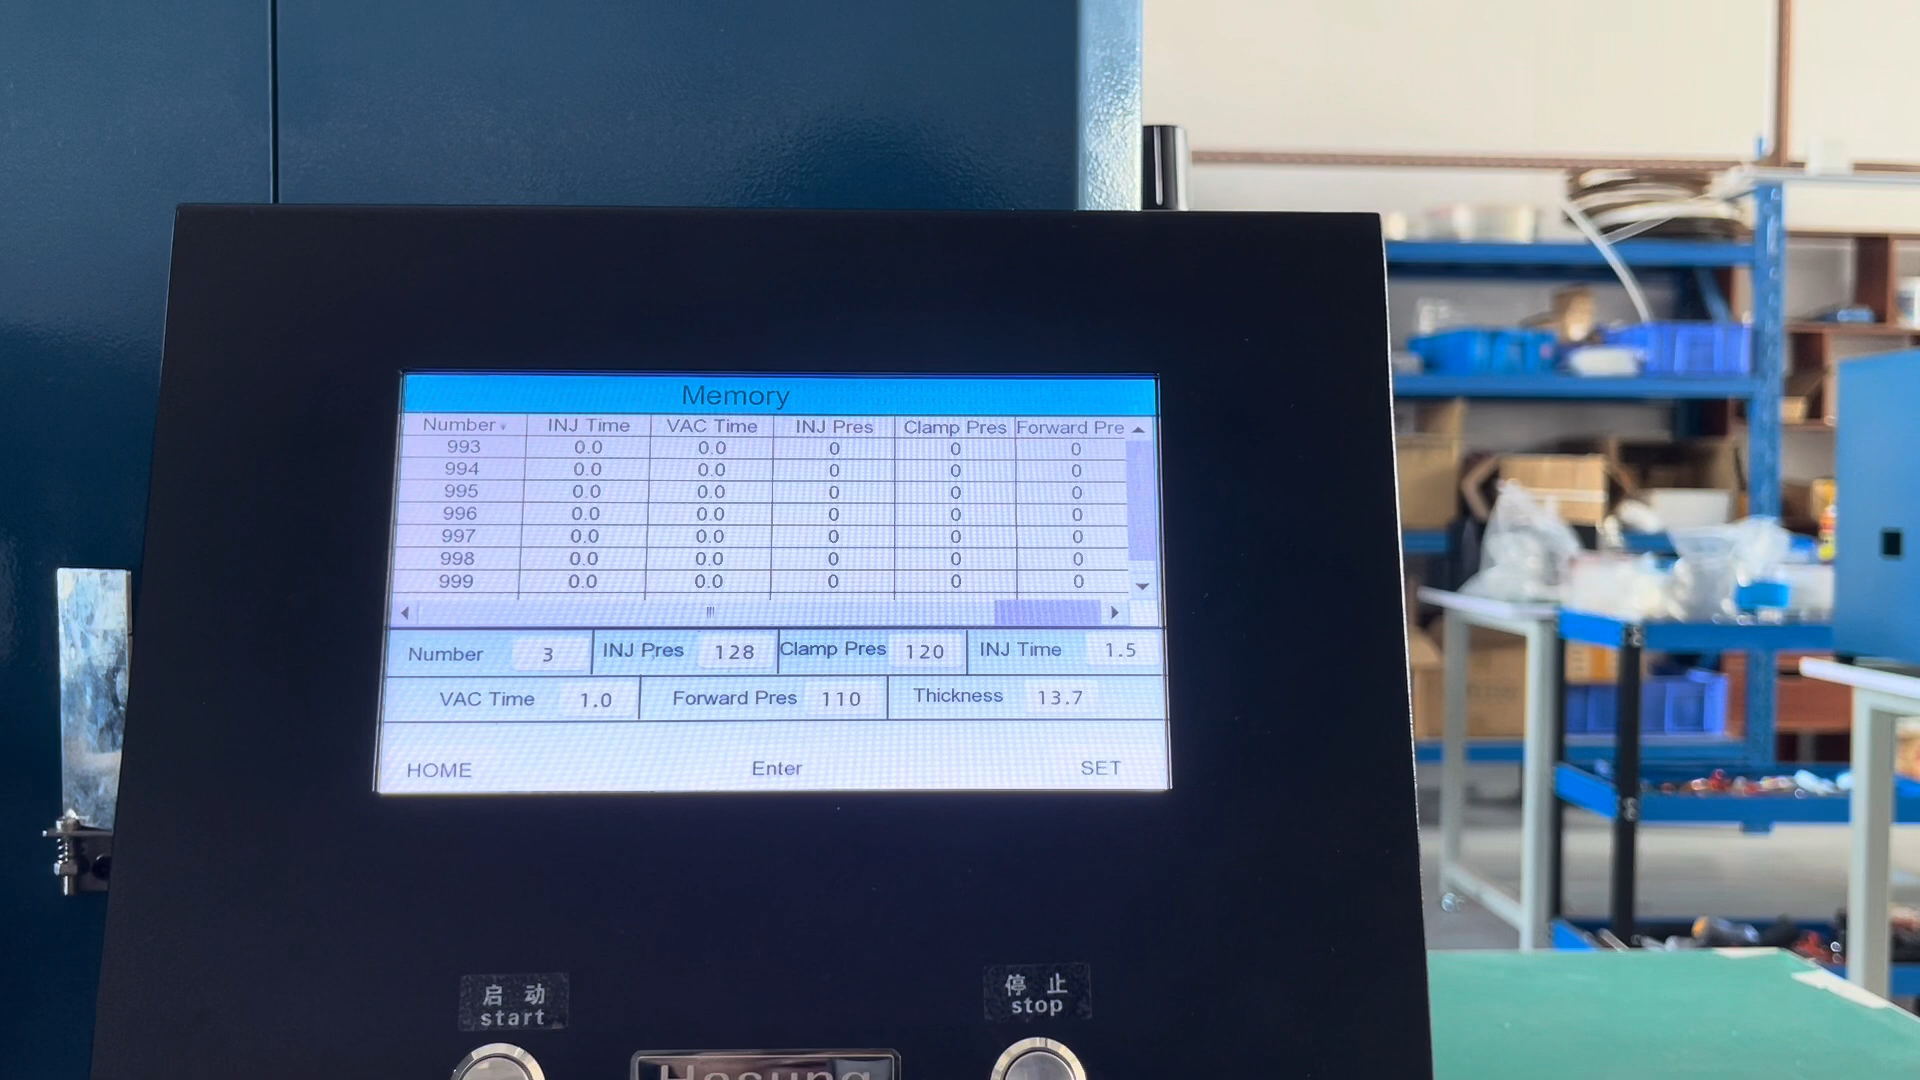 Memory
Number INJ Time VAC Time INJ Pres Clamp Pres Forward Pre
993 0.0 0.0 0 0 0
994 0.0 0.0 0 0 0
995 0.0 0.0 0 0 0
996 0.0 0.0 0 0 0
997 0.0 0.0 0 0 0
998 0.0 0.0 0 0 0
999 0.0 0.0 0 0 0
Number 3 INJ Pres 128 Clamp Pres 120 INJ Time 1.5
VAC Time 1.0 Forward Pres 110 Thickness 13.7
HOME Enter SET
启动 停止
start stop
Hasung